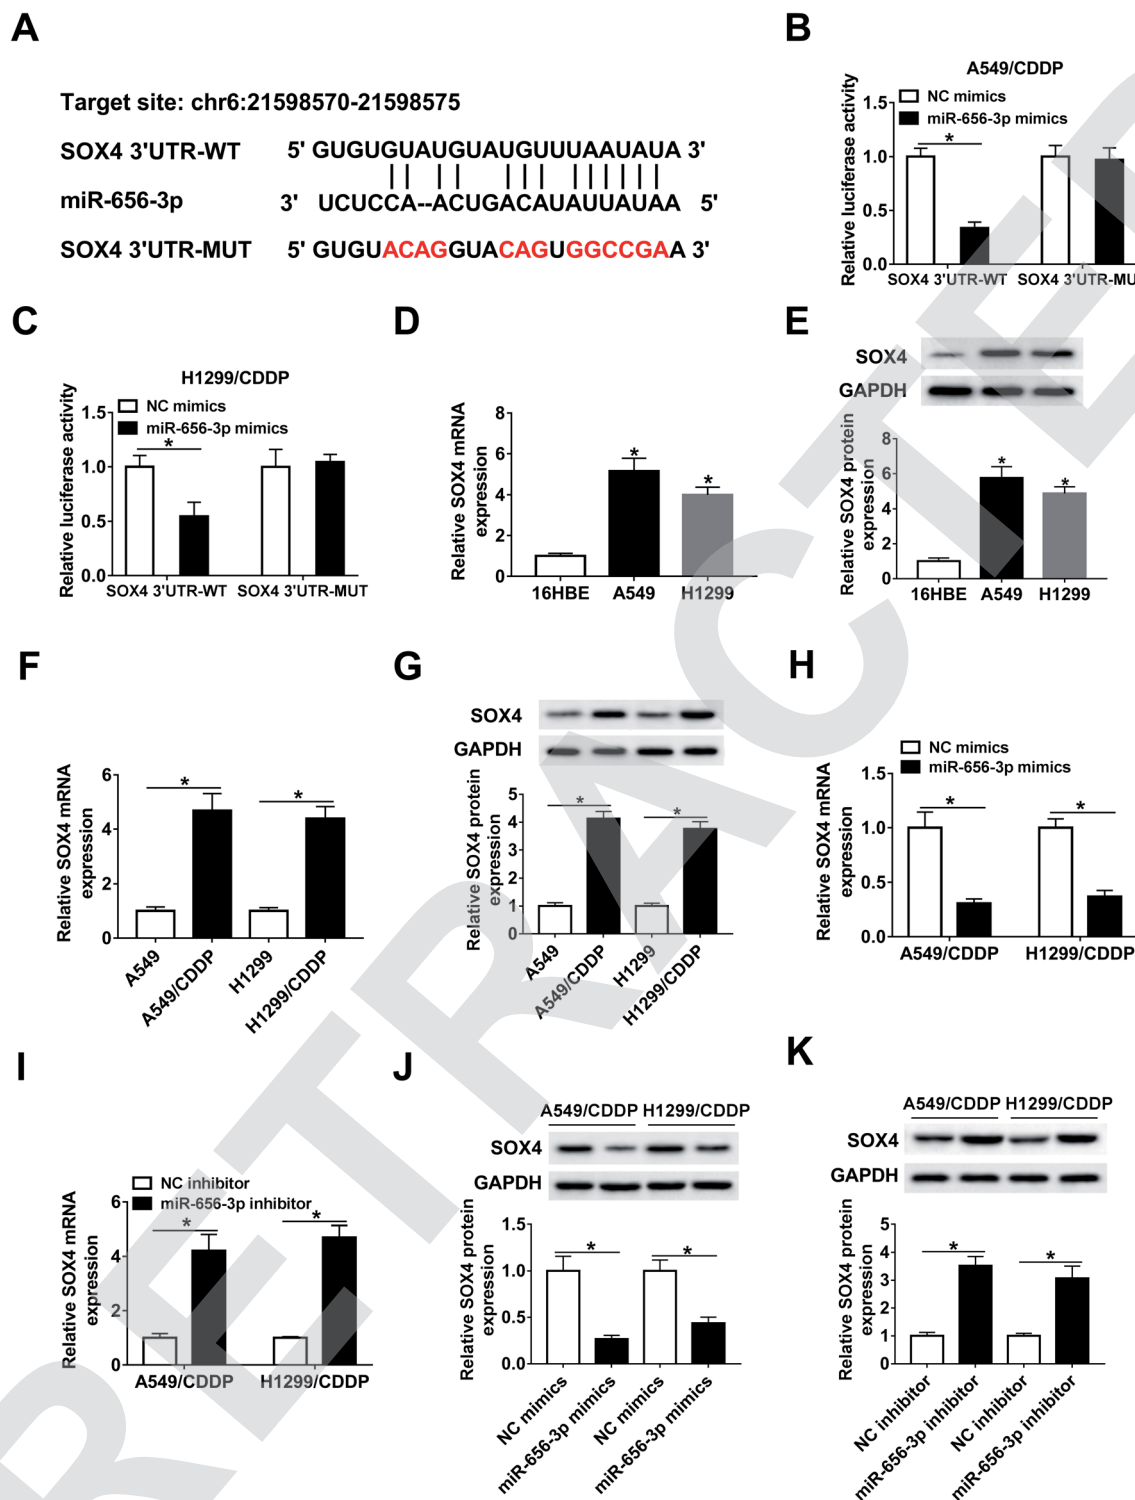 A
Target site: chr6:21598570-21598575
SOX4 3'UTR-WT 5' GUGUGUAUGUAUGUUUAAUAUA 3'
miR-656-3p 3' UCUCCA--ACUGACAUAUUAUAA 5'
SOX4 3'UTR-MUT 5' GUGUACAGGUACAGUGGCCGAA 3'
B
A549/CDDP
NC mimics
miR-656-3p mimics
*
Relative luciferase activity
1.5
1.0
0.5
0.0
SOX4 3'UTR-WT SOX4 3'UTR-MU
C
H1299/CDDP
NC mimics
miR-656-3p mimics
*
Relative luciferase activity
1.5
1.0
0.5
0.0
SOX4 3'UTR-WT SOX4 3'UTR-MUT
D
Relative SOX4 mRNA
expression
8
6
4
2
0
* *
16HBE A549 H1299
E
SOX4
GAPDH
Relative SOX4 protein
expression
8
6
4
2
0
* *
16HBE A549 H1299
F
Relative SOX4 mRNA
expression
6
4
2
0
* *
A549 A549/CDDP H1299 H1299/CDDP
G
SOX4
GAPDH
Relative SOX4 protein
expression
5
4
3
2
1
0
* *
A549 A549/CDDP H1299 H1299/CDDP
H
NC mimics
miR-656-3p mimics
Relative SOX4 mRNA
expression
1.5
1.0
0.5
0.0
* *
A549/CDDP H1299/CDDP
I
NC inhibitor
miR-656-3p inhibitor
Relative SOX4 mRNA
expression
6
4
2
0
* *
A549/CDDP H1299/CDDP
J
A549/CDDP H1299/CDDP
SOX4
GAPDH
Relative SOX4 protein
expression
1.5
1.0
0.5
0.0
* *
NC mimics miR-656-3p mimics NC mimics miR-656-3p mimics
K
A549/CDDP H1299/CDDP
SOX4
GAPDH
Relative SOX4 protein
expression
5
4
3
2
1
0
* *
NC inhibitor miR-656-3p inhibitor NC inhibitor miR-656-3p inhibitor
RETRACTED